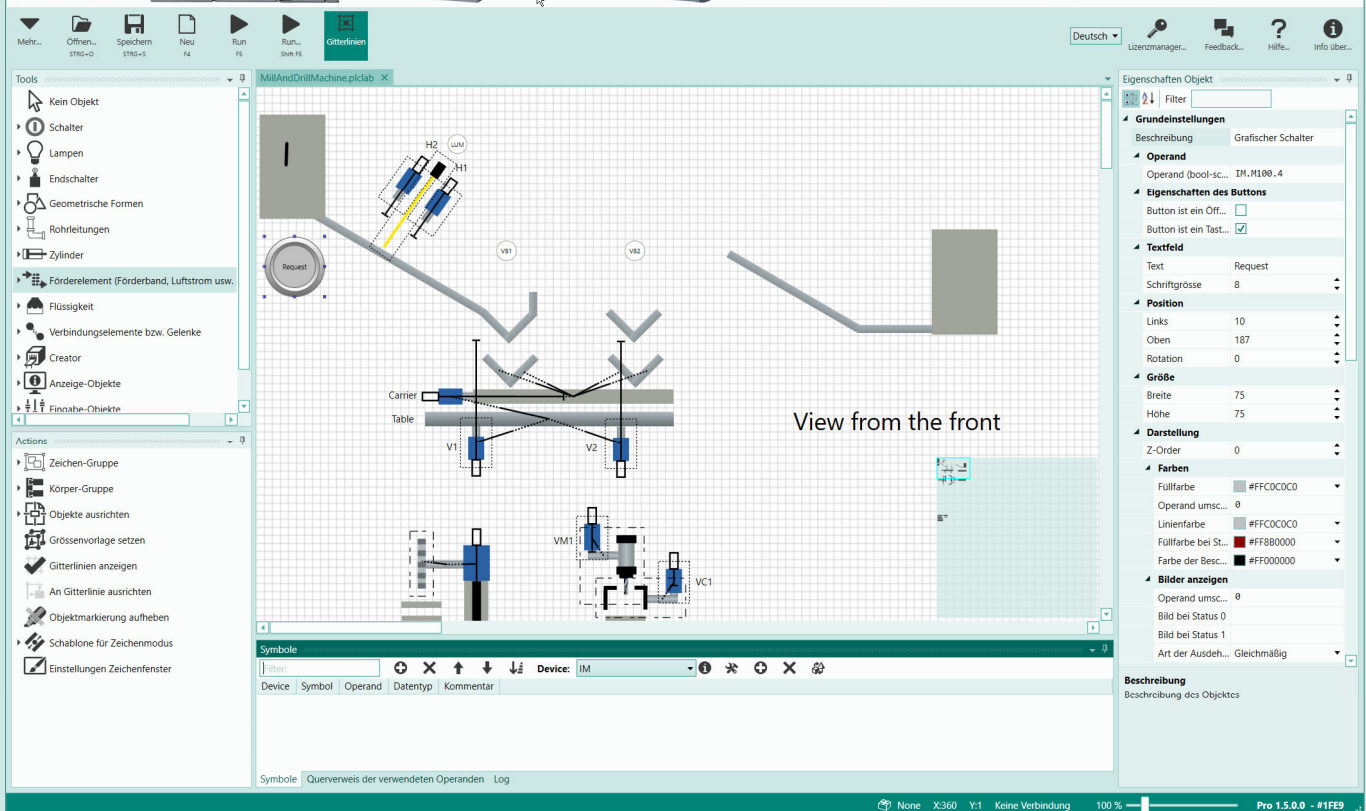 Mehr...
Öffnen...
STRG+O
Speichern
STRG+S
Neu
F4
Run
F5
Run...
Shift F5
Gitterlinien
Deutsch
Lizenzmanager...
Feedback...
Hilfe...
Info über...
Tools
Kein Objekt
Schalter
Lampen
Endschalter
Geometrische Formen
Rohrleitungen
Zylinder
Förderelement (Förderband, Luftstrom usw.
Flüssigkeit
Verbindungselemente bzw. Gelenke
Creator
Anzeige-Objekte
Eingabe-Objekte
Actions
Zeichen-Gruppe
Körper-Gruppe
Objekte ausrichten
Grössenvorlage setzen
Gitterlinien anzeigen
An Gitterlinie ausrichten
Objektmarkierung aufheben
Schablone für Zeichenmodus
Einstellungen Zeichenfenster
MillAndDrillMachine.plclab
H2
LUM
H1
Request
VB1
VB2
Carrier
Table
V1
V2
View from the front
VM1
VC1
Symbole
Filter:
Device:
IM
Device Symbol Operand Datentyp Kommentar
Symbole Querverweis der verwendeten Operanden Log
Eigenschaften Objekt
Filter
Grundeinstellungen
Beschreibung Grafischer Schalter
Operand
Operand (bool-sc... IM.M100.4
Eigenschaften des Buttons
Button ist ein Öff...
Button ist ein Tast...
Textfeld
Text Request
Schriftgrösse 8
Position
Links 10
Oben 187
Rotation 0
Größe
Breite 75
Höhe 75
Darstellung
Z-Order 0
Farben
Füllfarbe #FFC0C0C0
Operand umsc... 0
Linienfarbe #FFC0C0C0
Füllfarbe bei St... #FF8B0000
Farbe der Besc... #FF000000
Bilder anzeigen
Operand umsc... 0
Bild bei Status 0
Bild bei Status 1
Art der Ausdeh... Gleichmäßig
Beschreibung
Beschreibung des Objektes
None X:360 Y:1 Keine Verbindung 100 % Pro 1.5.0.0 - #1FE9